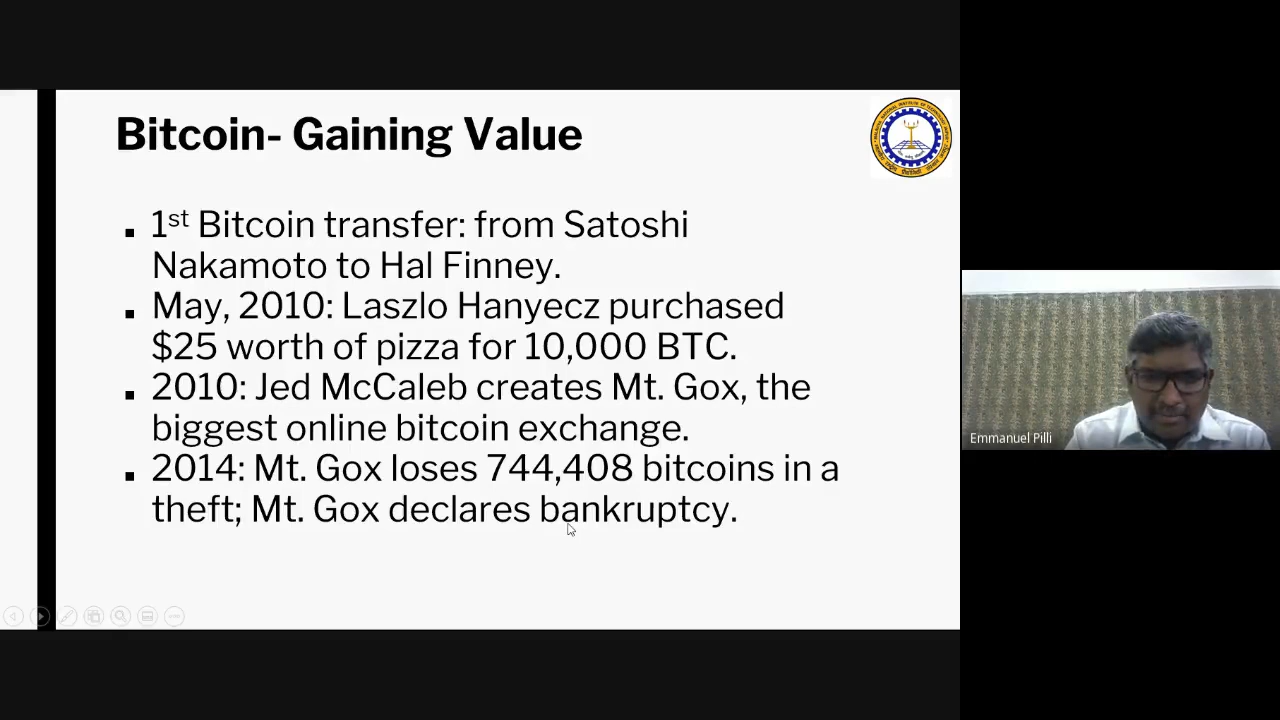 Bitcoin- Gaining Value
1st Bitcoin transfer: from Satoshi
Nakamoto to Hal Finney.
May, 2010: Laszlo Hanyecz purchased
$25 worth of pizza for 10,000 BTC.
2010: Jed McCaleb creates Mt. Gox, the
biggest online bitcoin exchange.
2014: Mt. Gox loses 744,408 bitcoins in a
theft; Mt. Gox declares bankruptcy.
Emmanuel Pilli